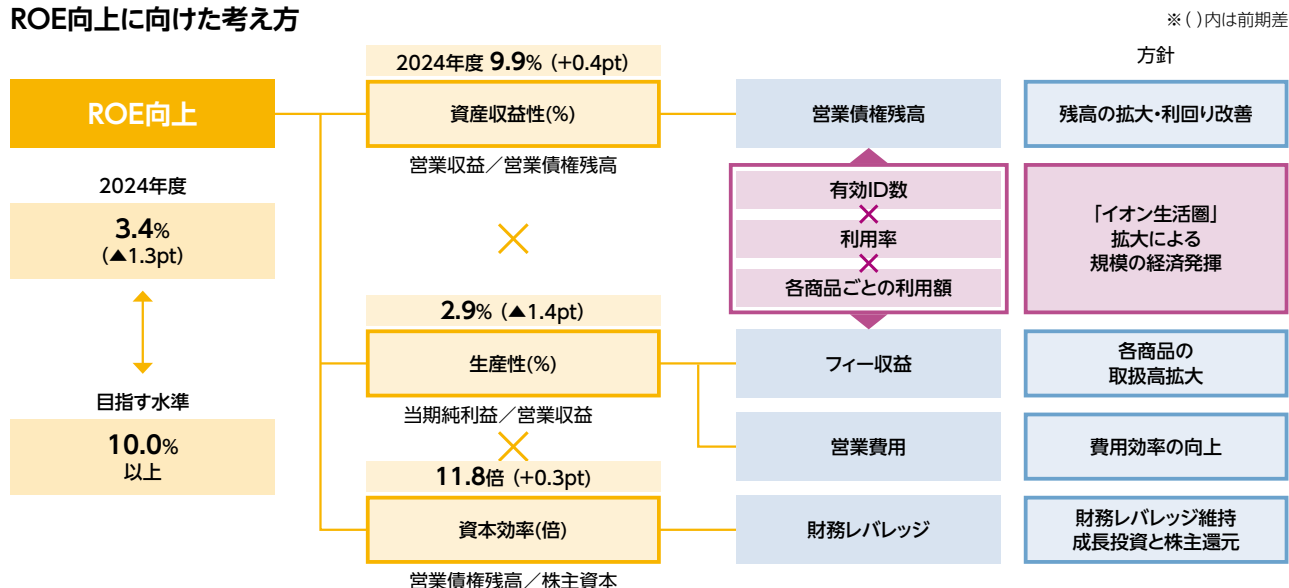 ROE向上に向けた考え方
※( )内は前期差
方針
ROE向上
2024年度
3.4%
(▲1.3pt)
目指す水準
10.0%
以上
2024年度 9.9% (+0.4pt)
資産収益性(%)
営業収益／営業債権残高
×
2.9% (▲1.4pt)
生産性(%)
当期純利益／営業収益
×
11.8倍 (+0.3pt)
資本効率(倍)
営業債権残高／株主資本
営業債権残高
有効ID数
×
利用率
×
各商品ごとの利用額
フィー収益
営業費用
財務レバレッジ
残高の拡大・利回り改善
「イオン生活圏」
拡大による
規模の経済発揮
各商品の
取扱高拡大
費用効率の向上
財務レバレッジ維持
成長投資と株主還元